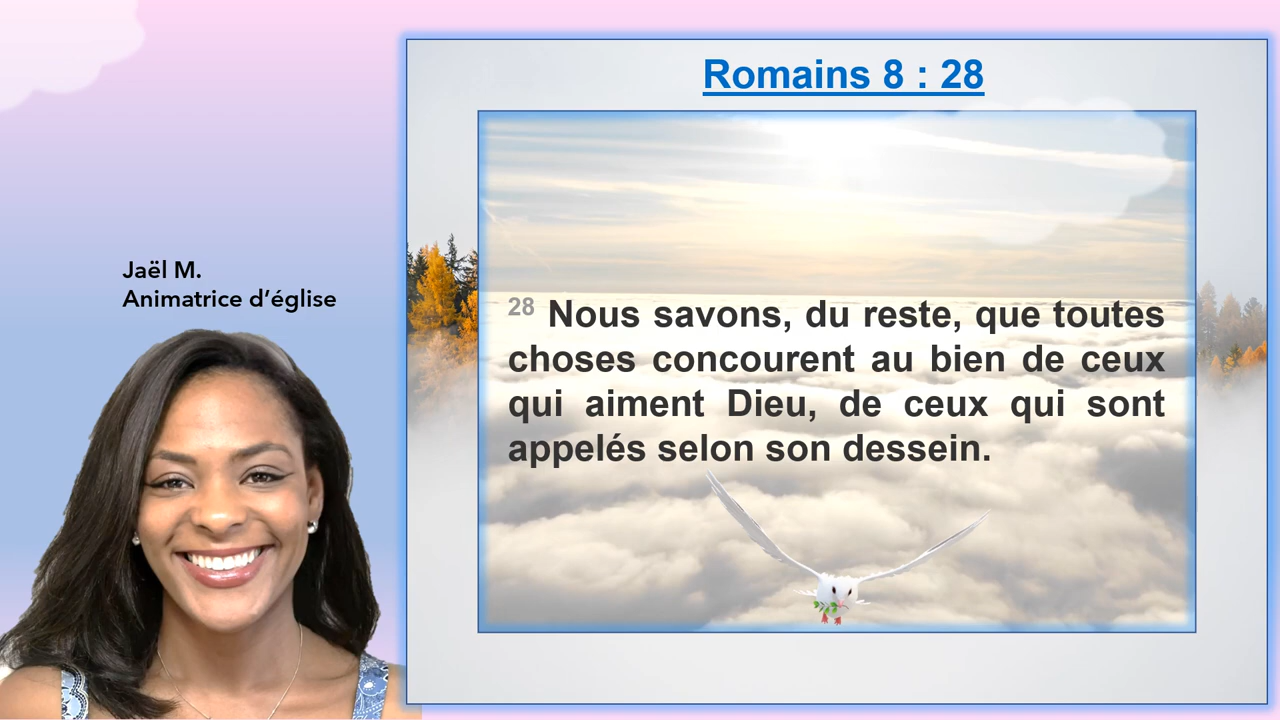 Romains 8 : 28
Jaël M.
Animatrice d’église
28 Nous savons, du reste, que toutes
choses concourent au bien de ceux
qui aiment Dieu, de ceux qui sont
appelés selon son dessein.